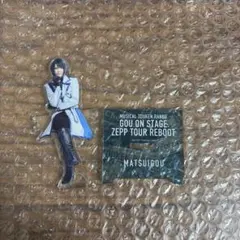 MUSICAL TOUKEN RANBU
GOU ON STAGE
ZEPP TOUR REBOOT
MATSUIGOU